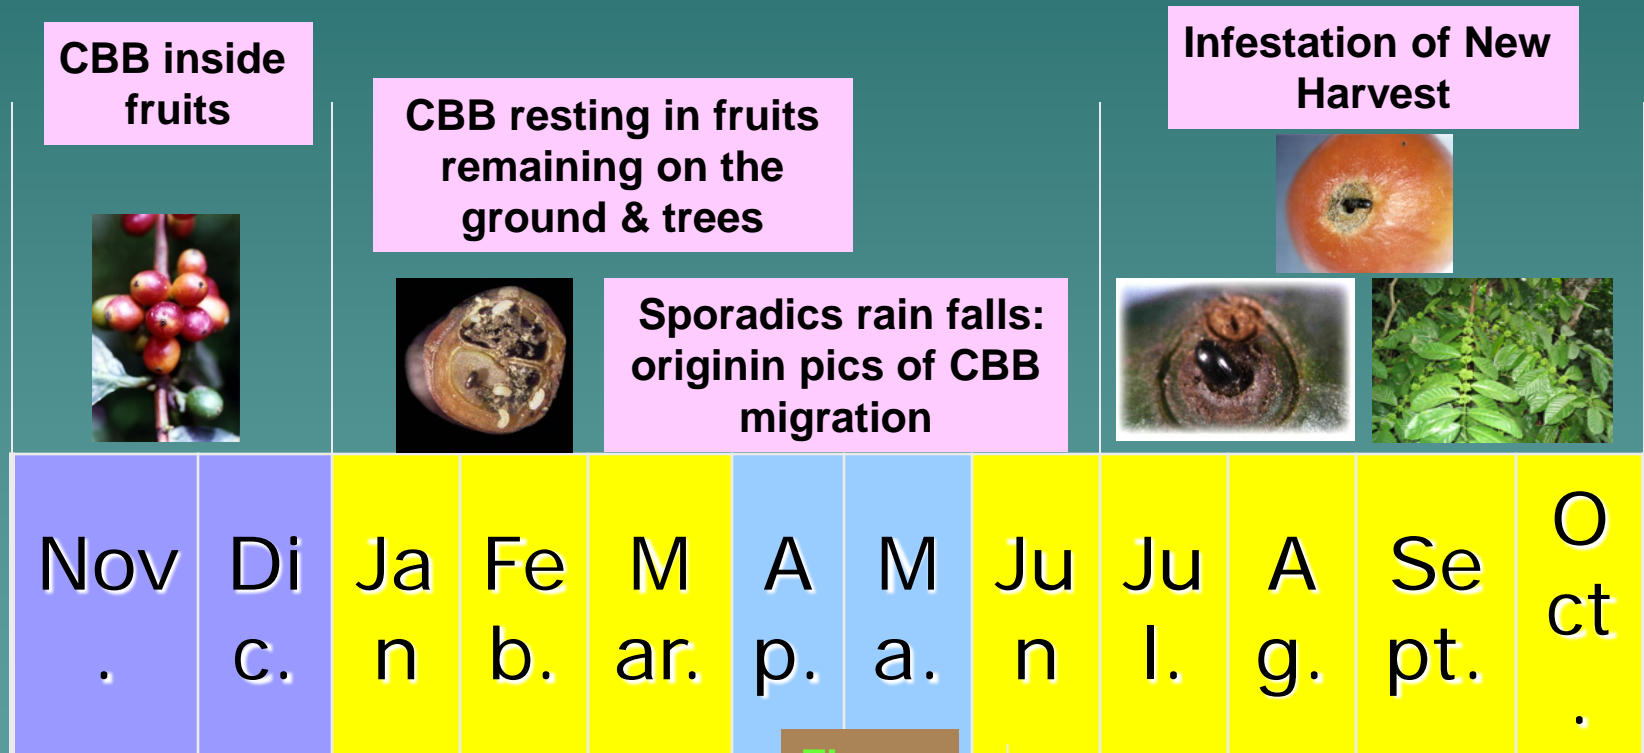 CBB inside
fruits
CBB resting in fruits
remaining on the
ground & trees
Sporadics rain falls:
originin pics of CBB
migration
Infestation of New
Harvest
Nov
.
Di
c.
Ja
n
Fe
b.
M
ar.
A
p.
M
a.
Ju
n
Ju
l.
A
g.
Se
pt.
O
ct
.